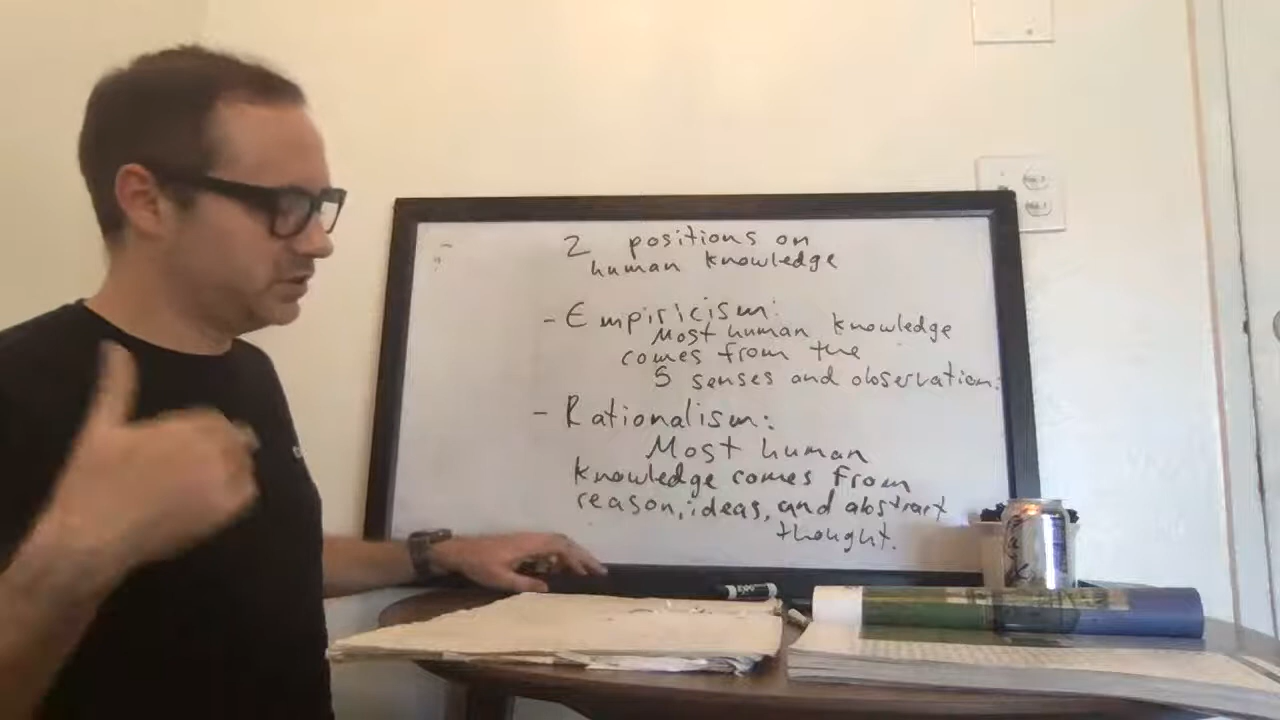 2 positions on
human knowledge
- Empiricism:
Most human knowledge
comes from the
5 senses and observation.
- Rationalism:
Most human
knowledge comes from
reason, ideas, and abstract
thought.